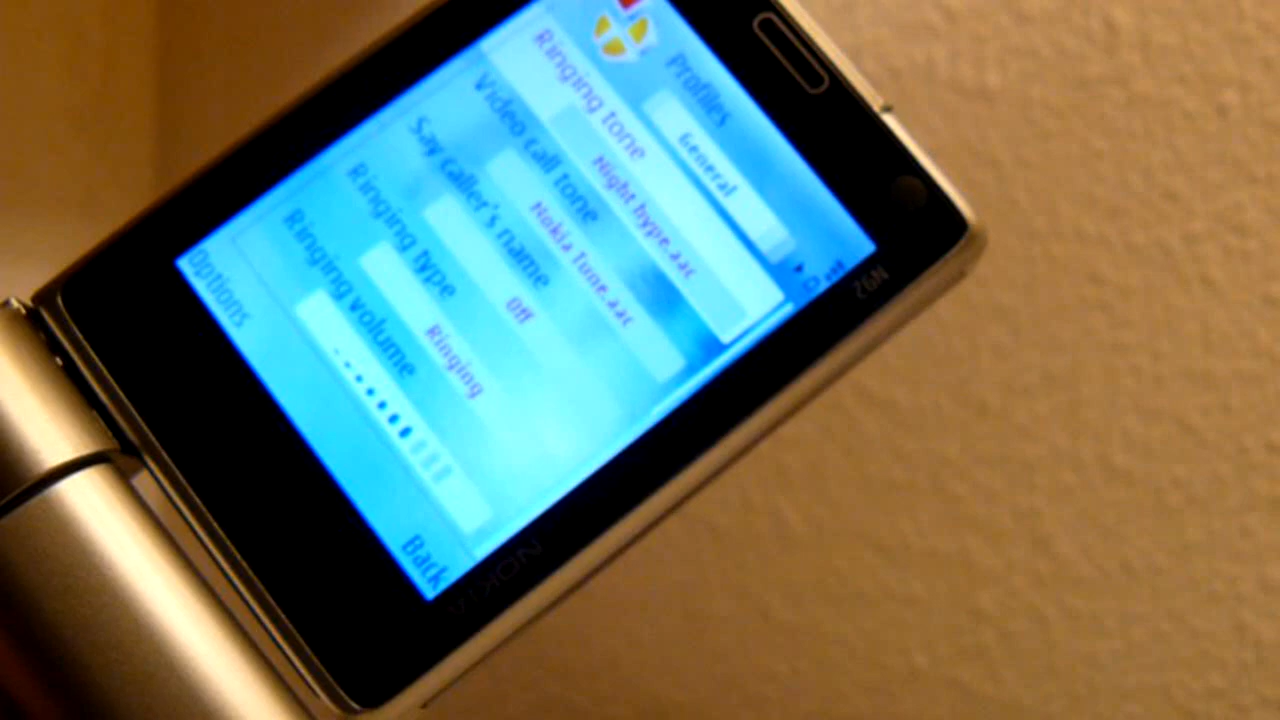 N92
Profiles
General
Ringing tone
Night hype.aac
Video call tone
Nokia Tune.aac
Say caller's name
Off
Ringing type
Ringing
Ringing volume
Options
Back
NOKIA